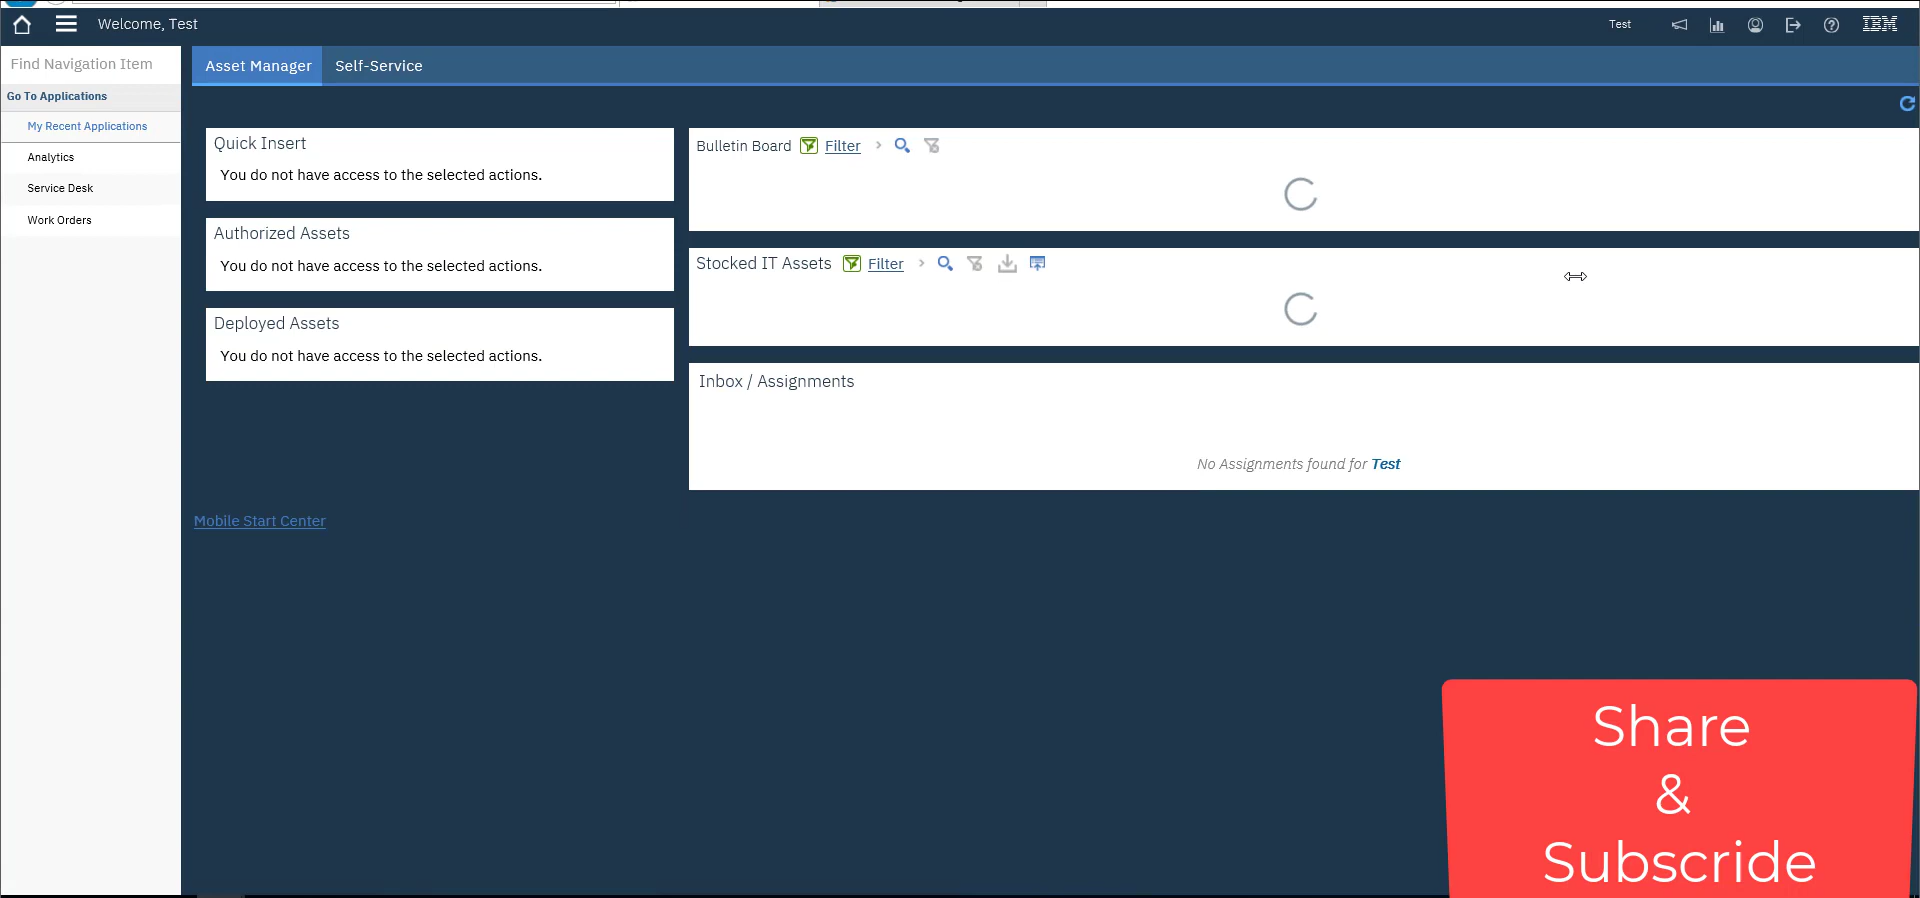 Welcome, Test
Test
IBM
Find Navigation Item
Go To Applications
My Recent Applications
Analytics
Service Desk
Work Orders
Asset Manager
Self-Service
Quick Insert
You do not have access to the selected actions.
Authorized Assets
You do not have access to the selected actions.
Deployed Assets
You do not have access to the selected actions.
Mobile Start Center
Bulletin Board Filter
Stocked IT Assets Filter
Inbox / Assignments
No Assignments found for Test
Share
&
Subscride